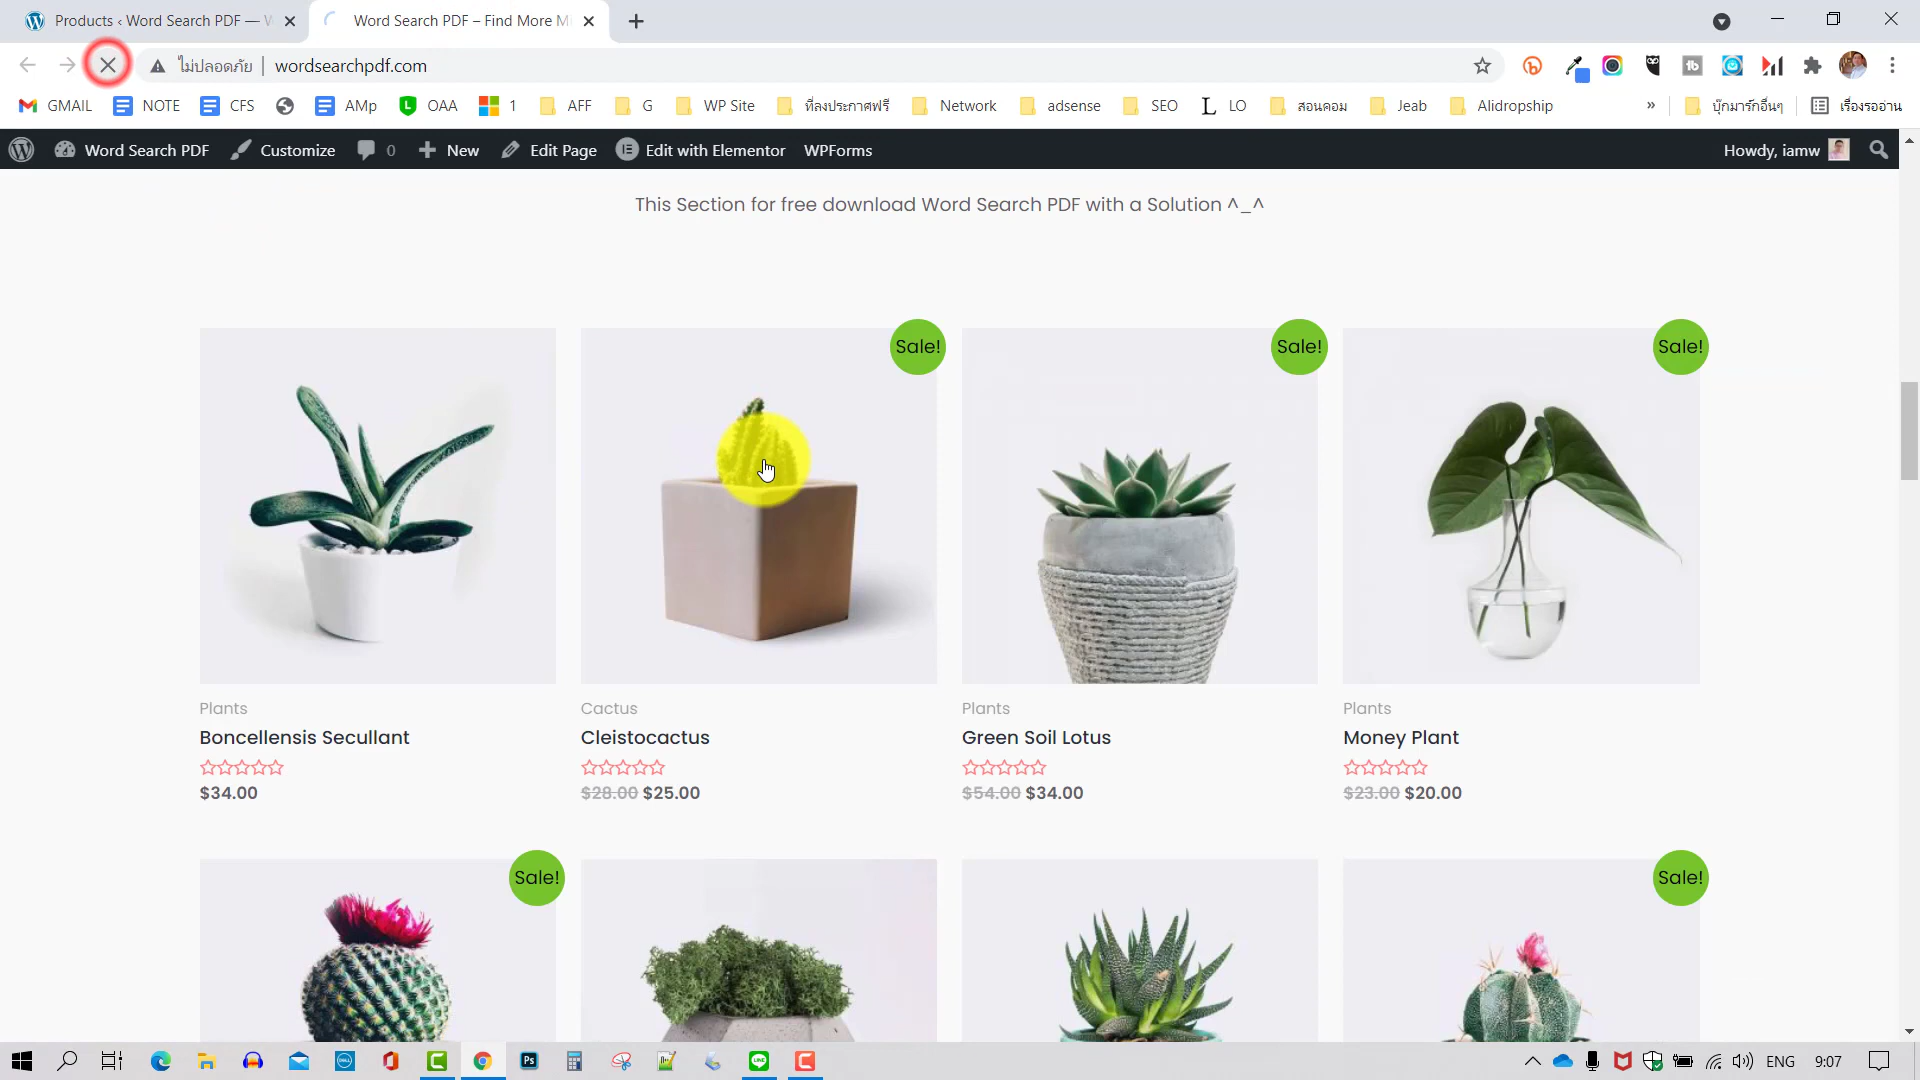 Products ‹ Word Search PDF — W
Word Search PDF – Find More M
ไม่ปลอดภัย | wordsearchpdf.com
GMAIL NOTE CFS AMp OAA 1 AFF G WP Site ที่ลงประกาศฟรี Network adsense SEO LO สอนคอม Jeab Alidropship » บุ๊กมาร์กอื่นๆ เรื่องรออ่าน
Word Search PDF Customize 0 New Edit Page Edit with Elementor WPForms Howdy, iamw
This Section for free download Word Search PDF with a Solution ^_^
Sale! Sale! Sale!
Plants Cactus Plants Plants
Boncellensis Secullant Cleistocactus Green Soil Lotus Money Plant
$34.00 $28.00 $25.00 $54.00 $34.00 $23.00 $20.00
Sale! Sale!
ENG 9:07